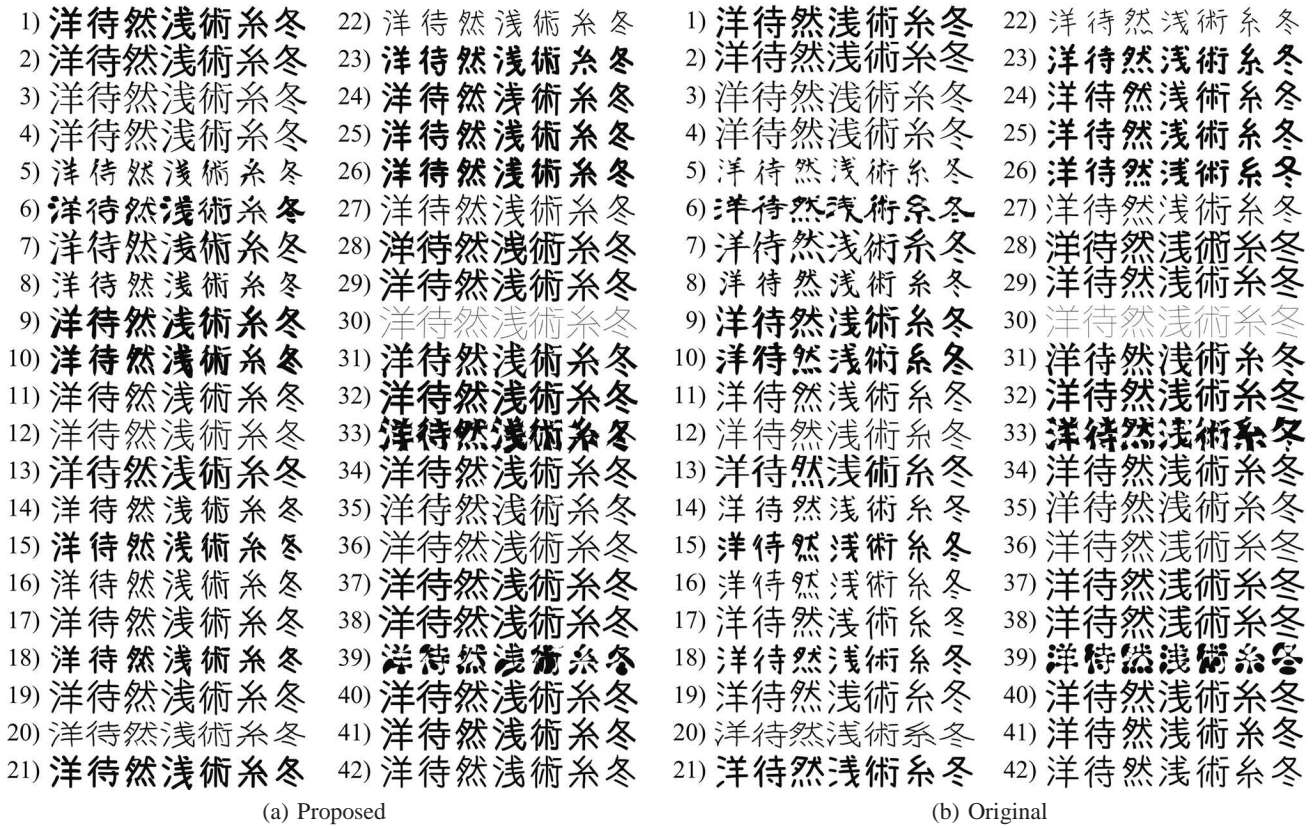 1) 洋待然浅術糸冬
2) 洋待然浅術糸冬
3) 洋待然浅術糸冬
4) 洋待然浅術糸冬
5) 洋待然浅術糸冬
6) 洋待然浅術糸冬
7) 洋待然浅術糸冬
8) 洋待然浅術糸冬
9) 洋待然浅術糸冬
10) 洋待然浅術糸冬
11) 洋待然浅術糸冬
12) 洋待然浅術糸冬
13) 洋待然浅術糸冬
14) 洋待然浅術糸冬
15) 洋待然浅術糸冬
16) 洋待然浅術糸冬
17) 洋待然浅術糸冬
18) 洋待然浅術糸冬
19) 洋待然浅術糸冬
20) 洋待然浅術糸冬
21) 洋待然浅術糸冬
22) 洋待然浅術糸冬
23) 洋待然浅術糸冬
24) 洋待然浅術糸冬
25) 洋待然浅術糸冬
26) 洋待然浅術糸冬
27) 洋待然浅術糸冬
28) 洋待然浅術糸冬
29) 洋待然浅術糸冬
30) 洋待然浅術糸冬
31) 洋待然浅術糸冬
32) 洋待然浅術糸冬
33) 洋待然浅術糸冬
34) 洋待然浅術糸冬
35) 洋待然浅術糸冬
36) 洋待然浅術糸冬
37) 洋待然浅術糸冬
38) 洋待然浅術糸冬
39) 洋待然浅術糸冬
40) 洋待然浅術糸冬
41) 洋待然浅術糸冬
42) 洋待然浅術糸冬
(a) Proposed
1) 洋待然浅術糸冬
2) 洋待然浅術糸冬
3) 洋待然浅術糸冬
4) 洋待然浅術糸冬
5) 洋待然浅術糸冬
6) 洋待然浅術糸冬
7) 洋待然浅術糸冬
8) 洋待然浅術糸冬
9) 洋待然浅術糸冬
10) 洋待然浅術糸冬
11) 洋待然浅術糸冬
12) 洋待然浅術糸冬
13) 洋待然浅術糸冬
14) 洋待然浅術糸冬
15) 洋待然浅術糸冬
16) 洋待然浅術糸冬
17) 洋待然浅術糸冬
18) 洋待然浅術糸冬
19) 洋待然浅術糸冬
20) 洋待然浅術糸冬
21) 洋待然浅術糸冬
22) 洋待然浅術糸冬
23) 洋待然浅術糸冬
24) 洋待然浅術糸冬
25) 洋待然浅術糸冬
26) 洋待然浅術糸冬
27) 洋待然浅術糸冬
28) 洋待然浅術糸冬
29) 洋待然浅術糸冬
30) 洋待然浅術糸冬
31) 洋待然浅術糸冬
32) 洋待然浅術糸冬
33) 洋待然浅術糸冬
34) 洋待然浅術糸冬
35) 洋待然浅術糸冬
36) 洋待然浅術糸冬
37) 洋待然浅術糸冬
38) 洋待然浅術糸冬
39) 洋待然浅術糸冬
40) 洋待然浅術糸冬
41) 洋待然浅術糸冬
42) 洋待然浅術糸冬
(b) Original